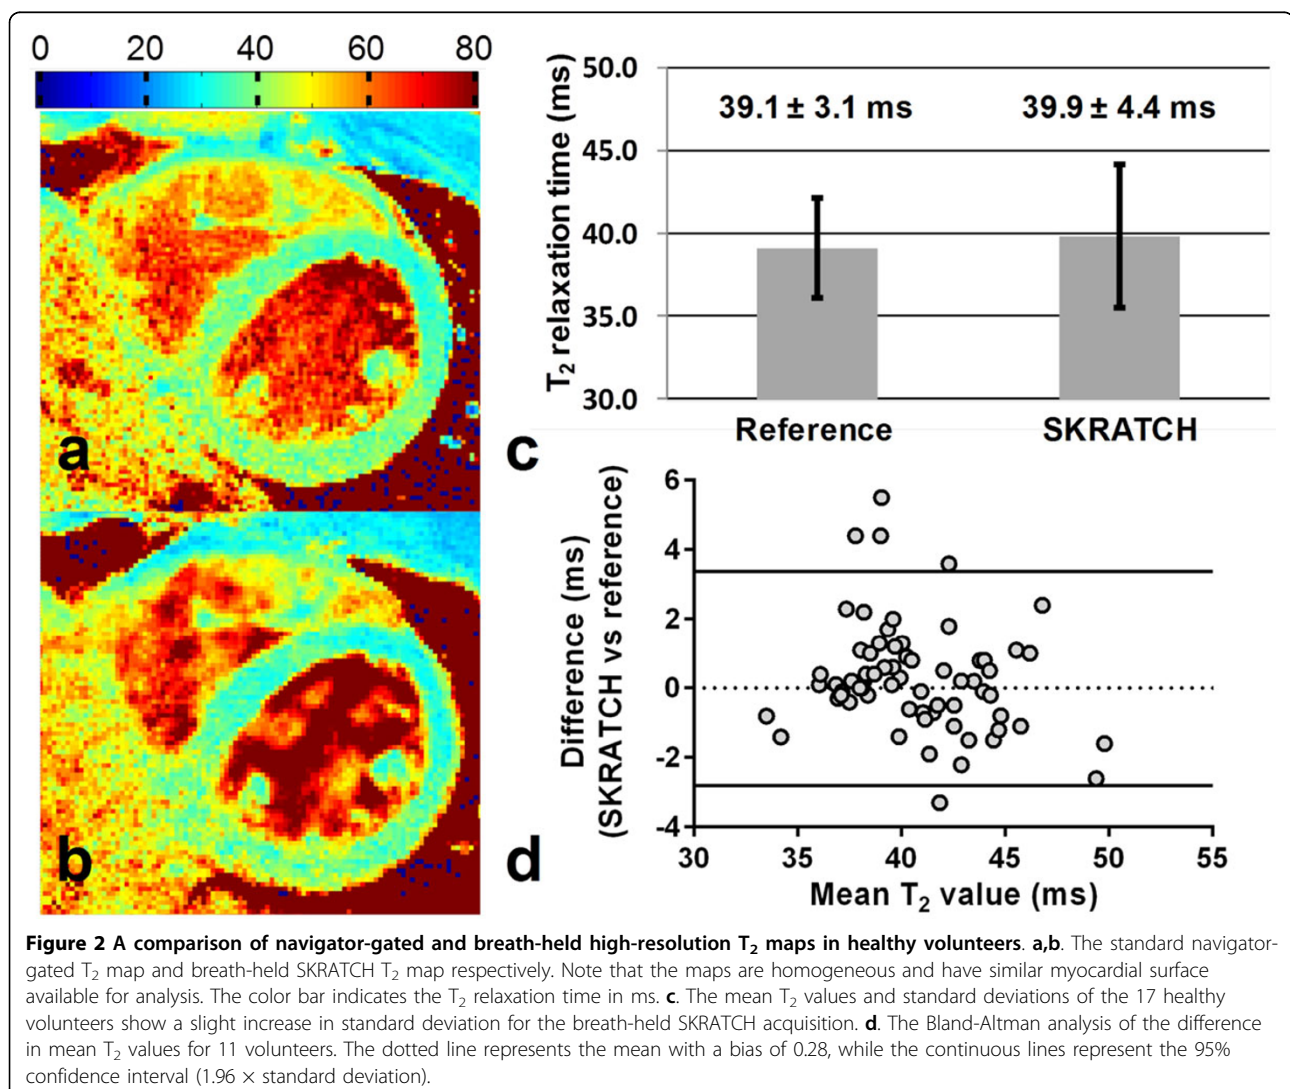 0 20 40 60 80
a
b
T₂ relaxation time (ms)
50.0
45.0
40.0
35.0
30.0
39.1 ± 3.1 ms 39.9 ± 4.4 ms
Reference SKRATCH
c
Difference (ms)
(SKRATCH vs reference)
6
4
2
0
-2
-4
30 35 40 45 50 55
Mean T₂ value (ms)
d
Figure 2 A comparison of navigator-gated and breath-held high-resolution T₂ maps in healthy volunteers. a,b. The standard navigator-
gated T₂ map and breath-held SKRATCH T₂ map respectively. Note that the maps are homogeneous and have similar myocardial surface
available for analysis. The color bar indicates the T₂ relaxation time in ms. c. The mean T₂ values and standard deviations of the 17 healthy
volunteers show a slight increase in standard deviation for the breath-held SKRATCH acquisition. d. The Bland-Altman analysis of the difference
in mean T₂ values for 11 volunteers. The dotted line represents the mean with a bias of 0.28, while the continuous lines represent the 95%
confidence interval (1.96 × standard deviation).